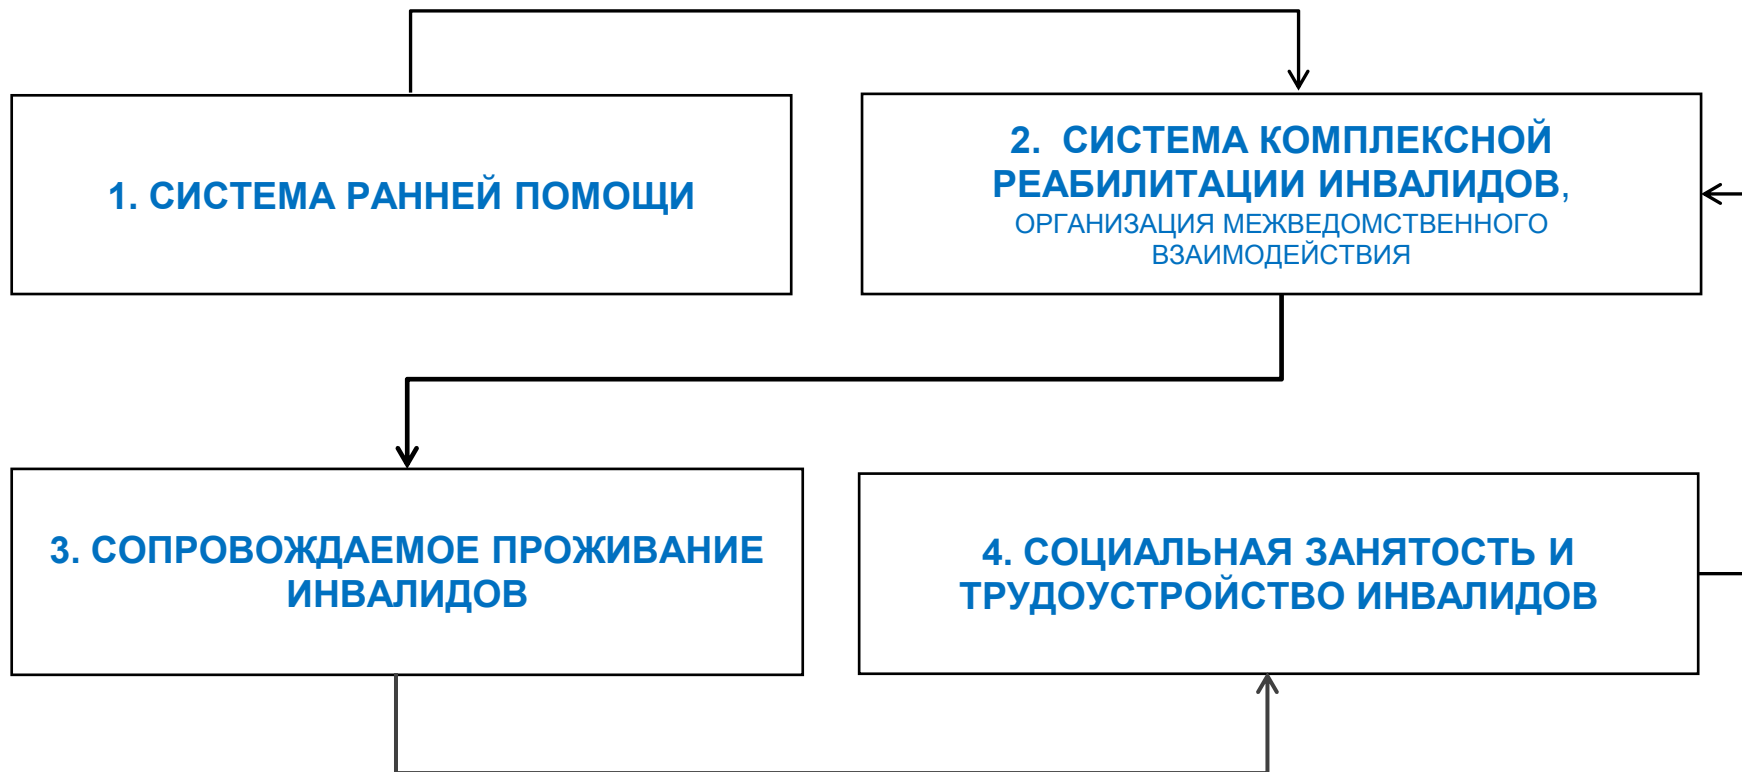 1. СИСТЕМА РАННЕЙ ПОМОЩИ
2. СИСТЕМА КОМПЛЕКСНОЙ
РЕАБИЛИТАЦИИ ИНВАЛИДОВ,
ОРГАНИЗАЦИЯ МЕЖВЕДОМСТВЕННОГО
ВЗАИМОДЕЙСТВИЯ
3. СОПРОВОЖДАЕМОЕ ПРОЖИВАНИЕ
ИНВАЛИДОВ
4. СОЦИАЛЬНАЯ ЗАНЯТОСТЬ И
ТРУДОУСТРОЙСТВО ИНВАЛИДОВ